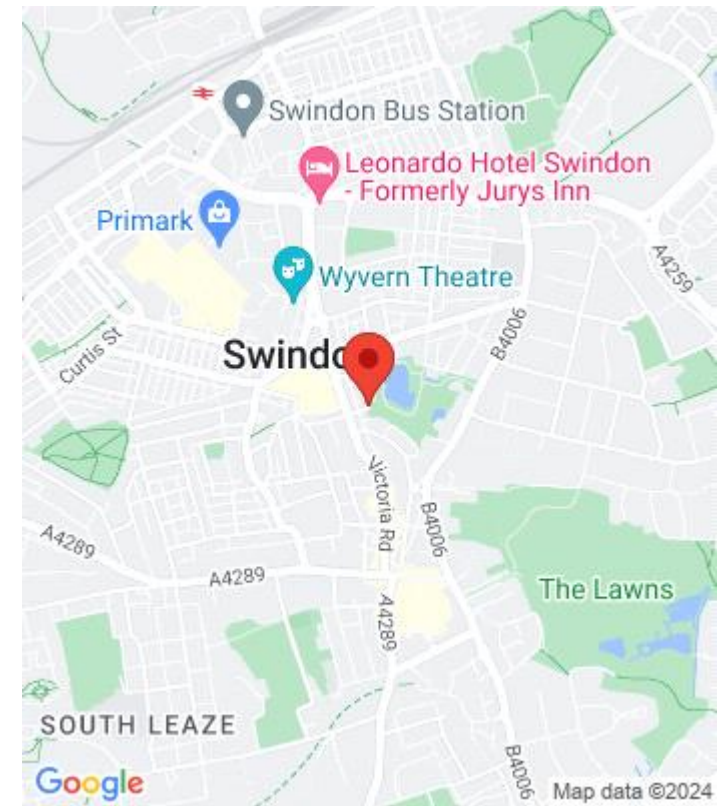 Swindon Bus Station
Leonardo Hotel Swindon
- Formerly Jurys Inn
Primark
A4259
Wyvern Theatre
B4006
Curtis St
Swindo
Victoria Rd
B4006
A4289
A4289
The Lawns
A4289
SOUTH LEAZE
B4006
Google
Map data ©2024